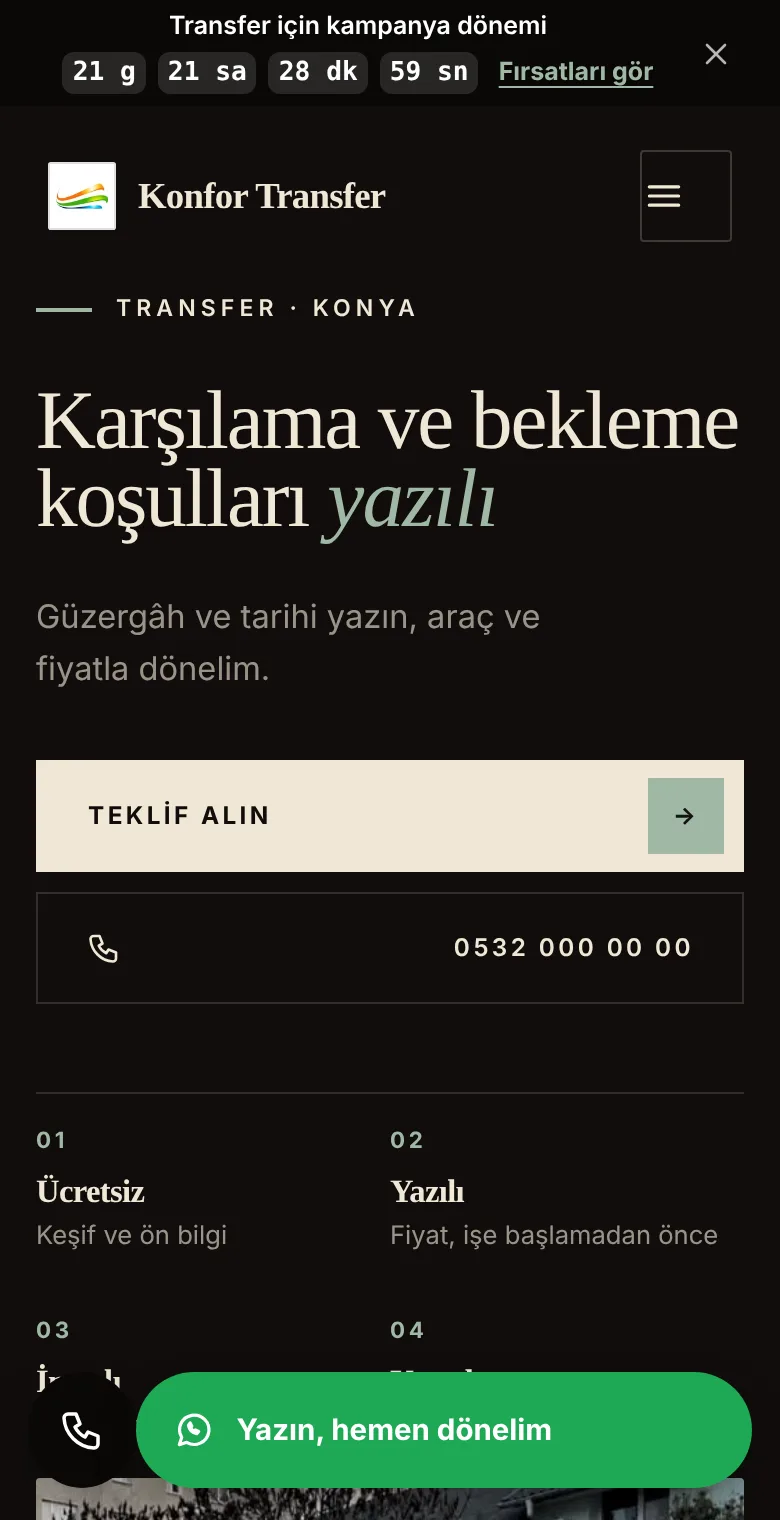 Transfer için kampanya dönemi
21 g 21 sa 28 dk 59 sn Fırsatları gör
Konfor Transfer
TRANSFER · KONYA
Karşılama ve bekleme
koşulları yazılı
Güzergâh ve tarihi yazın, araç ve
fiyatla dönelim.
TEKLİF ALIN
0532 000 00 00
01
Ücretsiz
Keşif ve ön bilgi
02
Yazılı
Fiyat, işe başlamadan önce
03
04
Yazın, hemen dönelim